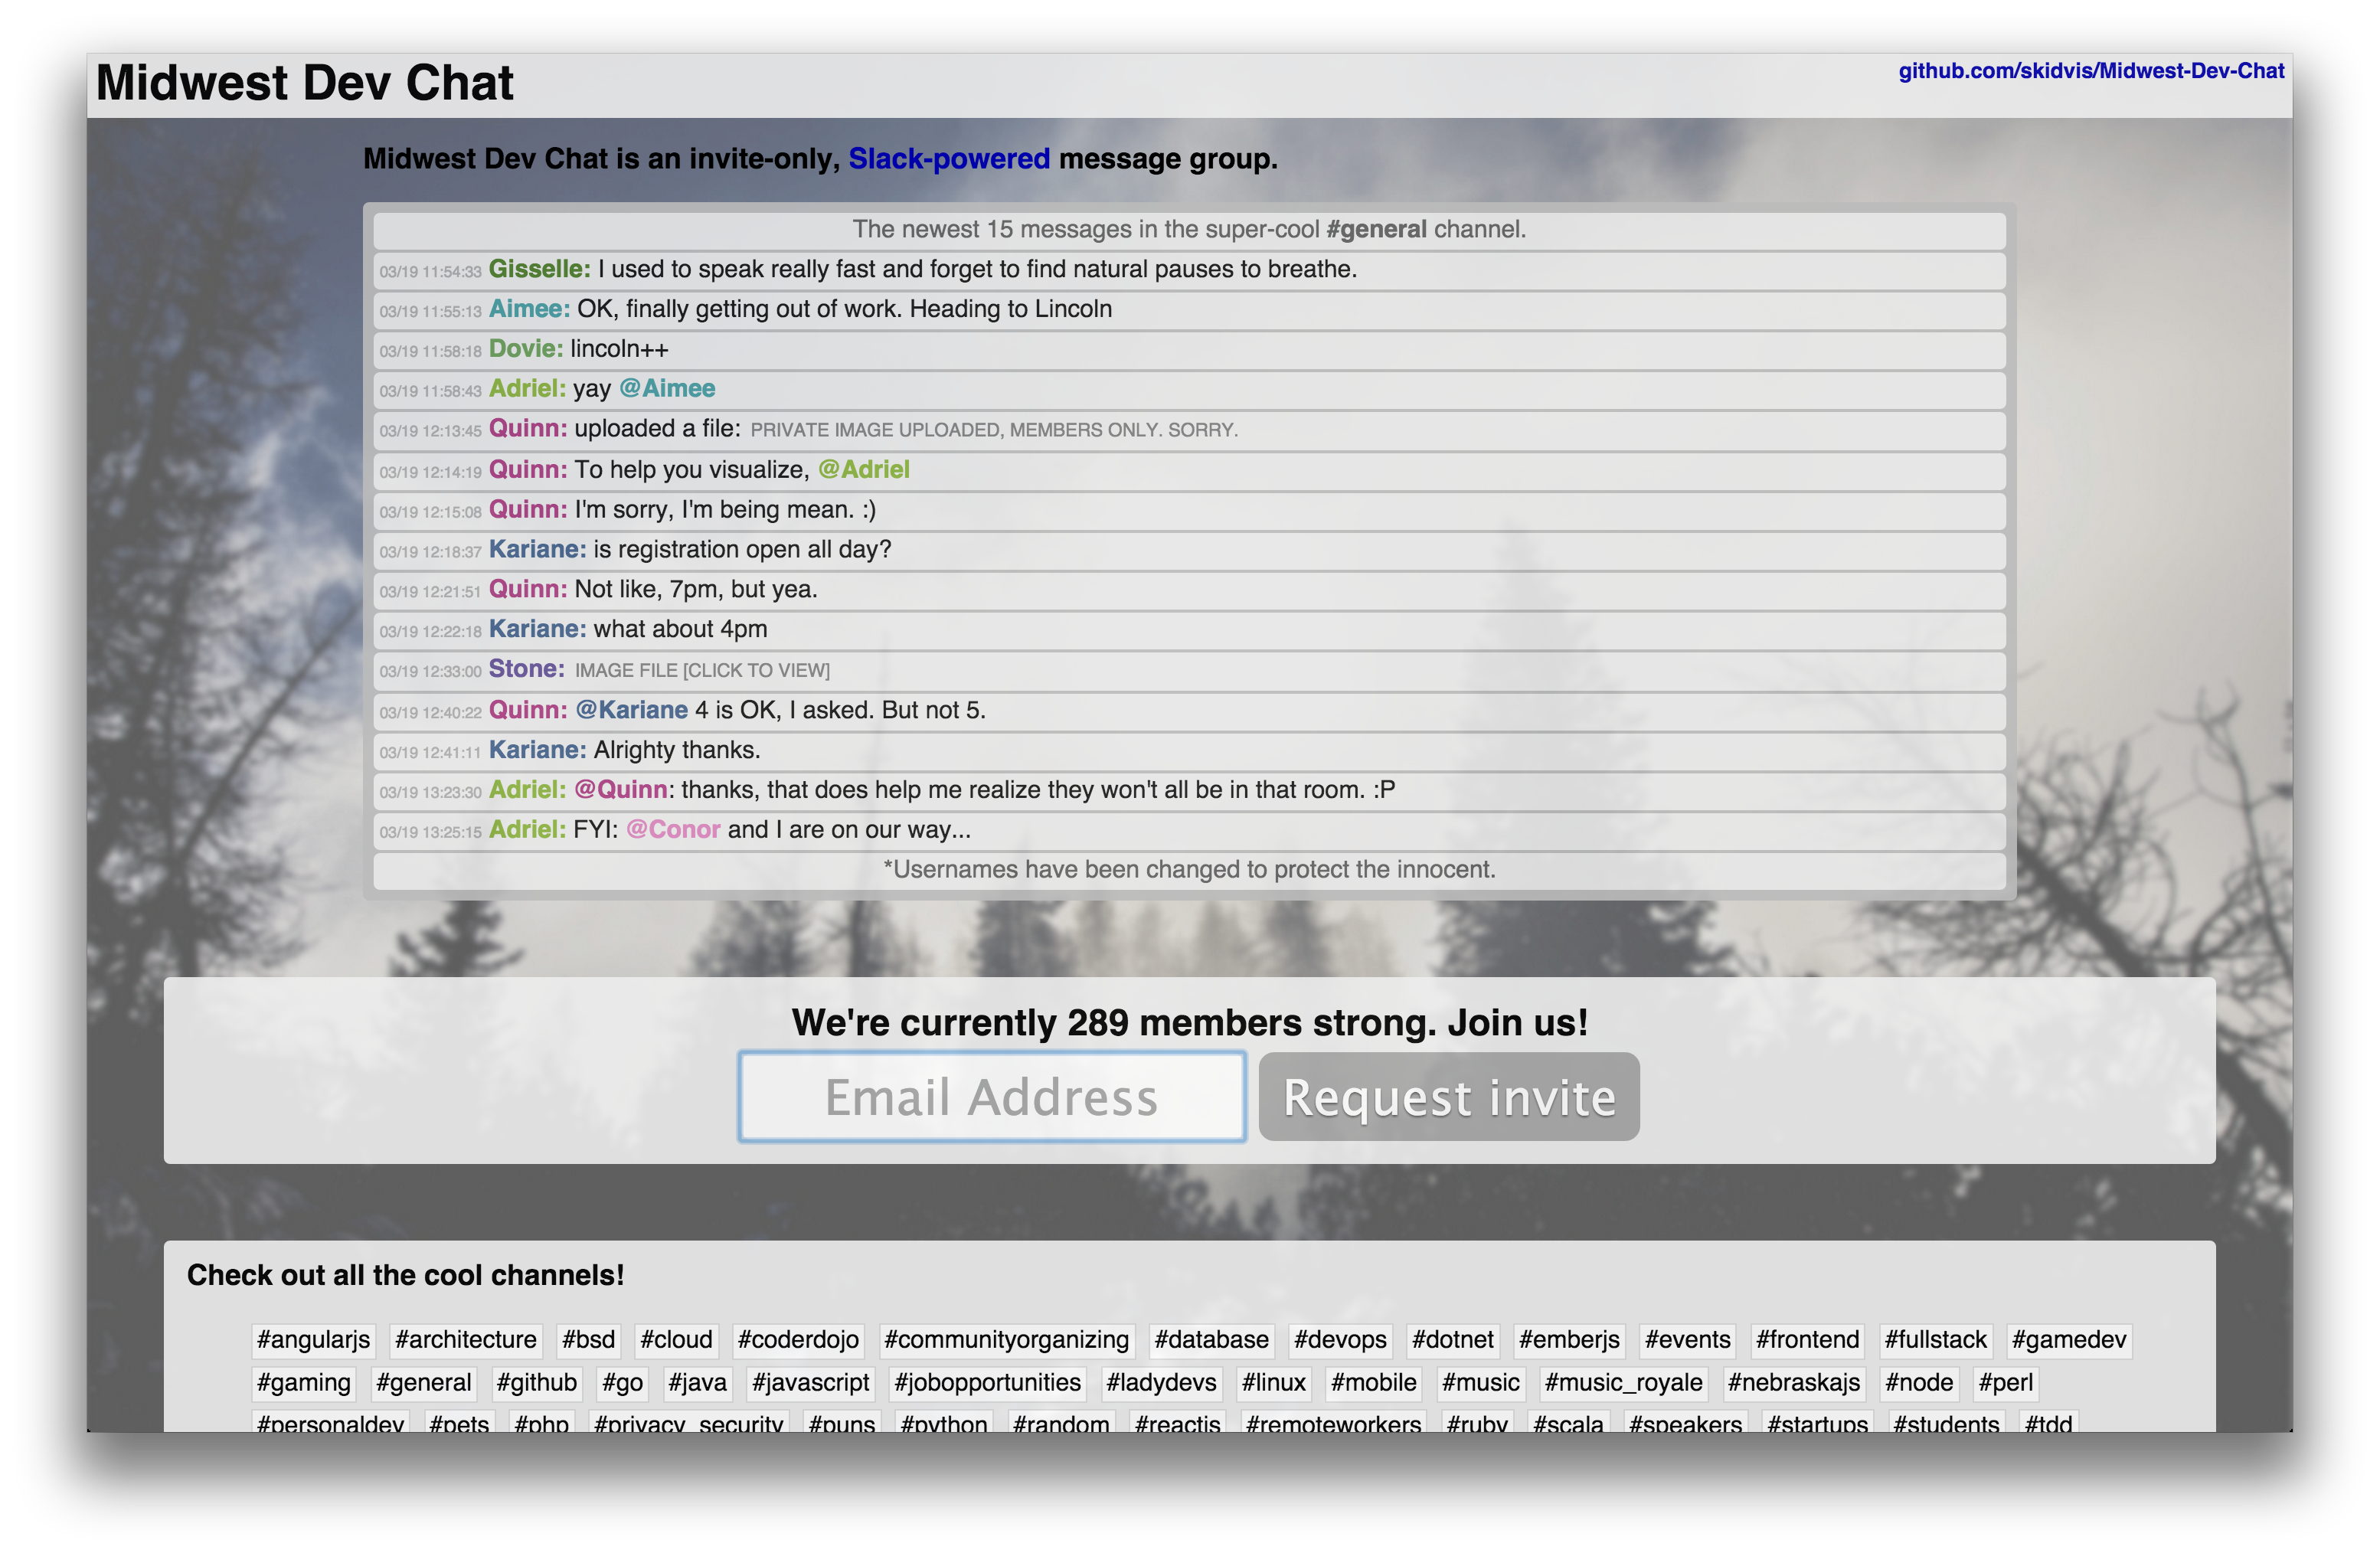 Midwest Dev Chat
github.com/skidvis/Midwest-Dev-Chat
Midwest Dev Chat is an invite-only, Slack-powered message group.
The newest 15 messages in the super-cool #general channel.
03/19 11:54:33 Gisselle: I used to speak really fast and forget to find natural pauses to breathe.
03/19 11:55:13 Aimee: OK, finally getting out of work. Heading to Lincoln
03/19 11:58:18 Dovie: lincoln++
03/19 11:58:43 Adriel: yay @Aimee
03/19 12:13:45 Quinn: uploaded a file: PRIVATE IMAGE UPLOADED, MEMBERS ONLY. SORRY.
03/19 12:14:19 Quinn: To help you visualize, @Adriel
03/19 12:15:08 Quinn: I'm sorry, I'm being mean. :)
03/19 12:18:37 Kariane: is registration open all day?
03/19 12:21:51 Quinn: Not like, 7pm, but yea.
03/19 12:22:18 Kariane: what about 4pm
03/19 12:33:00 Stone: IMAGE FILE [CLICK TO VIEW]
03/19 12:40:22 Quinn: @Kariane 4 is OK, I asked. But not 5.
03/19 12:41:11 Kariane: Alrighty thanks.
03/19 13:23:30 Adriel: @Quinn: thanks, that does help me realize they won't all be in that room. :P
03/19 13:25:15 Adriel: FYI: @Conor and I are on our way...
*Usernames have been changed to protect the innocent.
We're currently 289 members strong. Join us!
Email Address Request invite
Check out all the cool channels!
#angularjs #architecture #bsd #cloud #coderdojo #communityorganizing #database #devops #dotnet #emberjs #events #frontend #fullstack #gamedev
#gaming #general #github #go #java #javascript #jobopportunities #ladydevs #linux #mobile #music #music_royale #nebraskajs #node #perl
#personaldev #pets #php #privacy_security #puns #python #random #reactjs #remoteworkers #ruby #scala #speakers #startups #students #tdd